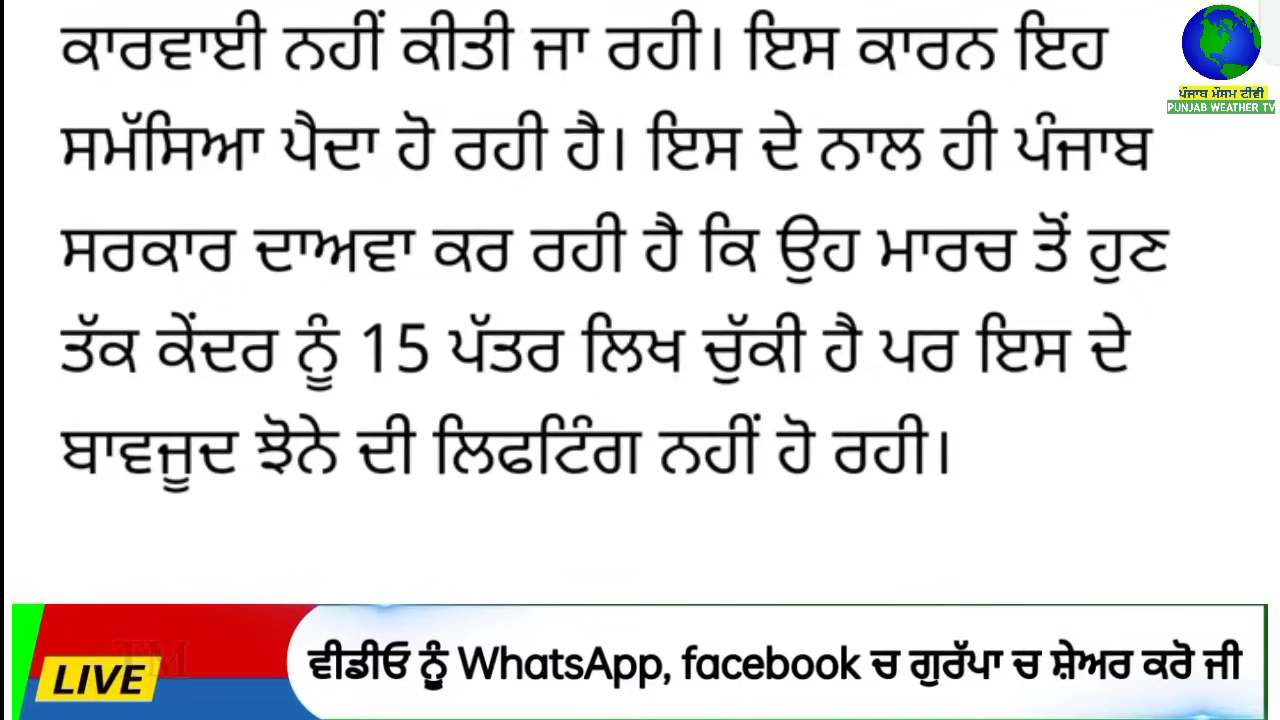 ਕਾਰਵਾਈ ਨਹੀਂ ਕੀਤੀ ਜਾ ਰਹੀ। ਇਸ ਕਾਰਨ ਇਹ
ਸਮੱਸਿਆ ਪੈਦਾ ਹੋ ਰਹੀ ਹੈ। ਇਸ ਦੇ ਨਾਲ ਹੀ ਪੰਜਾਬ
ਸਰਕਾਰ ਦਾਅਵਾ ਕਰ ਰਹੀ ਹੈ ਕਿ ਉਹ ਮਾਰਚ ਤੋਂ ਹੁਣ
ਤੱਕ ਕੇਂਦਰ ਨੂੰ 15 ਪੱਤਰ ਲਿਖ ਚੁੱਕੀ ਹੈ ਪਰ ਇਸ ਦੇ
ਬਾਵਜੂਦ ਝੋਨੇ ਦੀ ਲਿਫਟਿੰਗ ਨਹੀਂ ਹੋ ਰਹੀ।
ਪੰਜਾਬ ਮੌਸਮ ਟੀਵੀ
PUNJAB WEATHER TV
TM
LIVE
ਵੀਡੀਓ ਨੂੰ WhatsApp, facebook ਚ ਗੁਰੱਪਾ ਚ ਸ਼ੇਅਰ ਕਰੋ ਜੀ